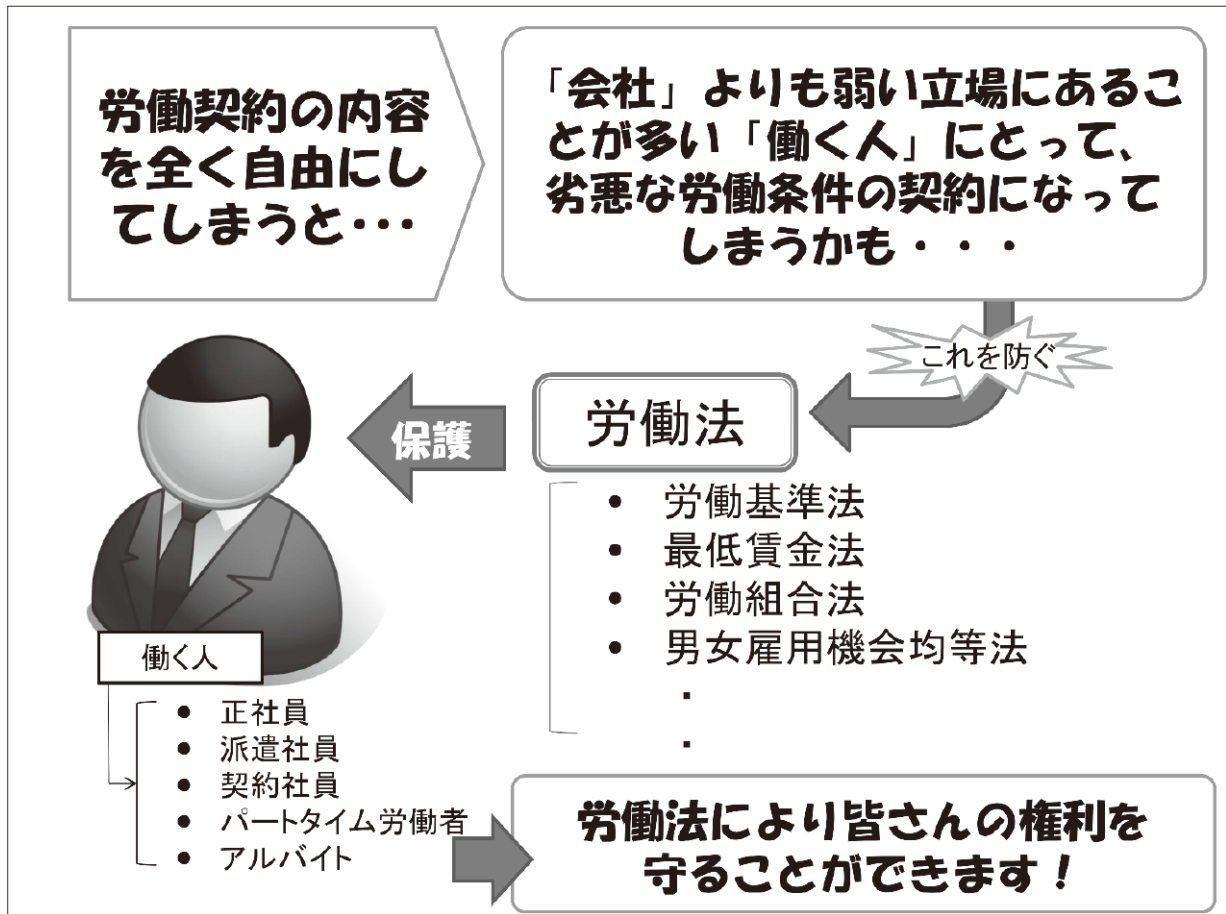 労働契約の内容
を全く自由にし
てしまうと･･･
「会社」よりも弱い立場にあるこ
とが多い「働く人」にとって、
劣悪な労働条件の契約になって
しまうかも・・・
これを防ぐ
労働法
保護
• 労働基準法
• 最低賃金法
• 労働組合法
• 男女雇用機会均等法
・
・
働く人
• 正社員
• 派遣社員
• 契約社員
• パートタイム労働者
• アルバイト
労働法により皆さんの権利を
守ることができます！